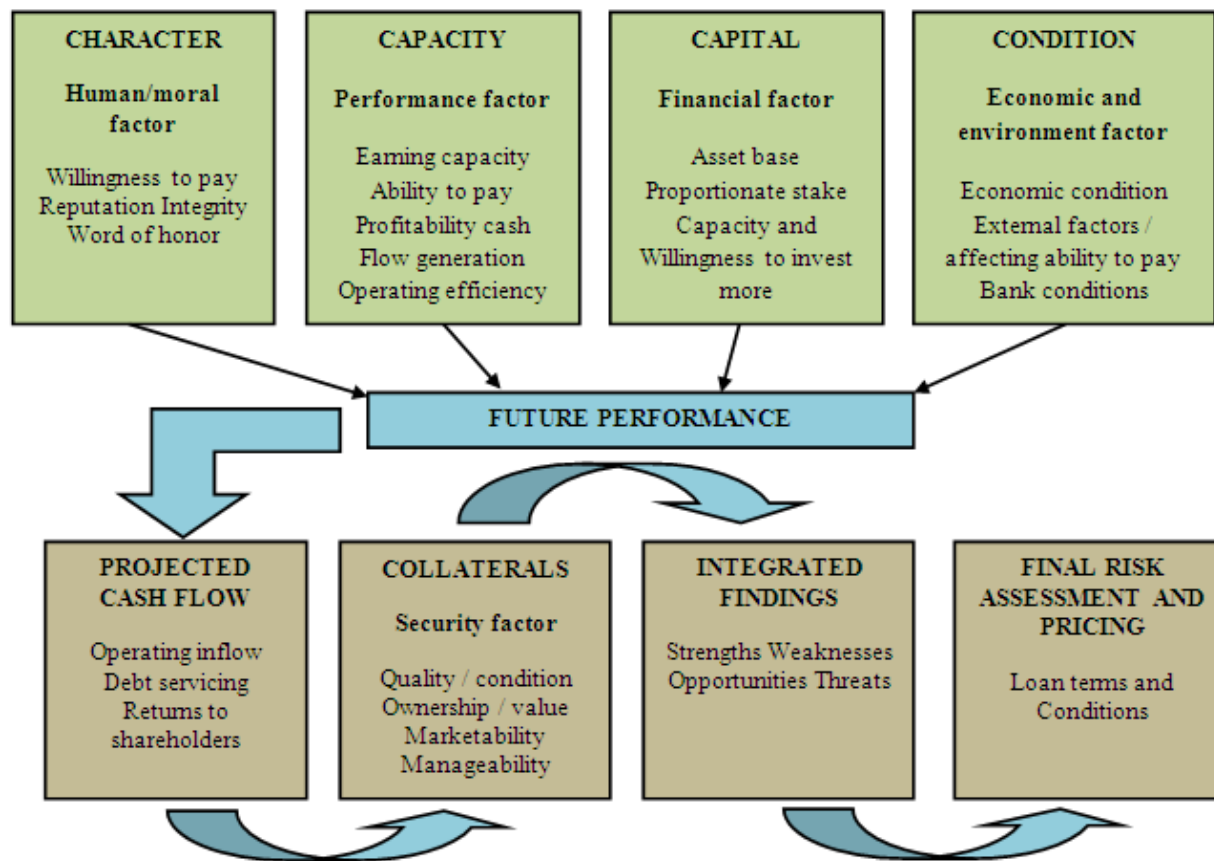 CHARACTER
Human/moral
factor
Willingness to pay
Reputation Integrity
Word of honor
CAPACITY
Performance factor
Earning capacity
Ability to pay
Profitability cash
Flow generation
Operating efficiency
CAPITAL
Financial factor
Asset base
Proportionate stake
Capacity and
Willingness to invest
more
CONDITION
Economic and
environment factor
Economic condition
External factors /
affecting ability to pay
Bank conditions
FUTURE PERFORMANCE
PROJECTED
CASH FLOW
Operating inflow
Debt servicing
Returns to
shareholders
COLLATERALS
Security factor
Quality / condition
Ownership / value
Marketability
Manageability
INTEGRATED
FINDINGS
Strengths Weaknesses
Opportunities Threats
FINAL RISK
ASSESSMENT AND
PRICING
Loan terms and
Conditions